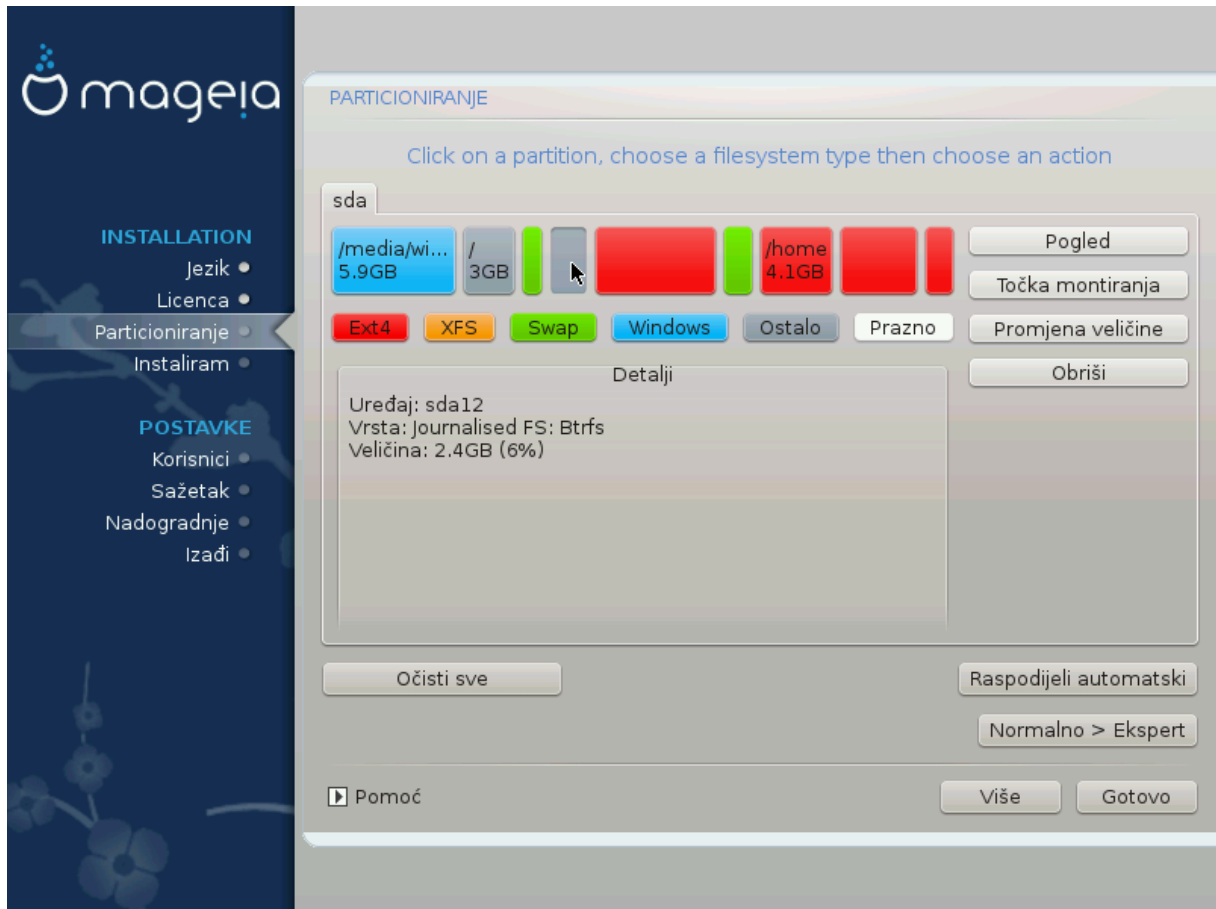 mageia
INSTALLATION
Jezik
Licenca
Particioniranje
Instaliram
POSTAVKE
Korisnici
Sažetak
Nadogradnje
Izađi
PARTICIONIRANJE
Click on a partition, choose a filesystem type then choose an action
sda
/media/wi...
5.9GB
/
3GB
/home
4.1GB
Ext4 XFS Swap Windows Ostalo Prazno
Detalji
Uređaj: sda12
Vrsta: Journalised FS: Btrfs
Veličina: 2.4GB (6%)
Pogled
Točka montiranja
Promjena veličine
Obriši
Očisti sve
Raspodijeli automatski
Normalno > Ekspert
Pomoć
Više
Gotovo